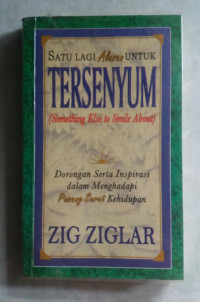 SATU LAGI Alasan UNTUK
TERSENYUM
(Something Else to Smile About)
Dorongan Serta Inspirasi
dalam Menghadapi
Pasang Surut Kehidupan
ZIG ZIGLAR